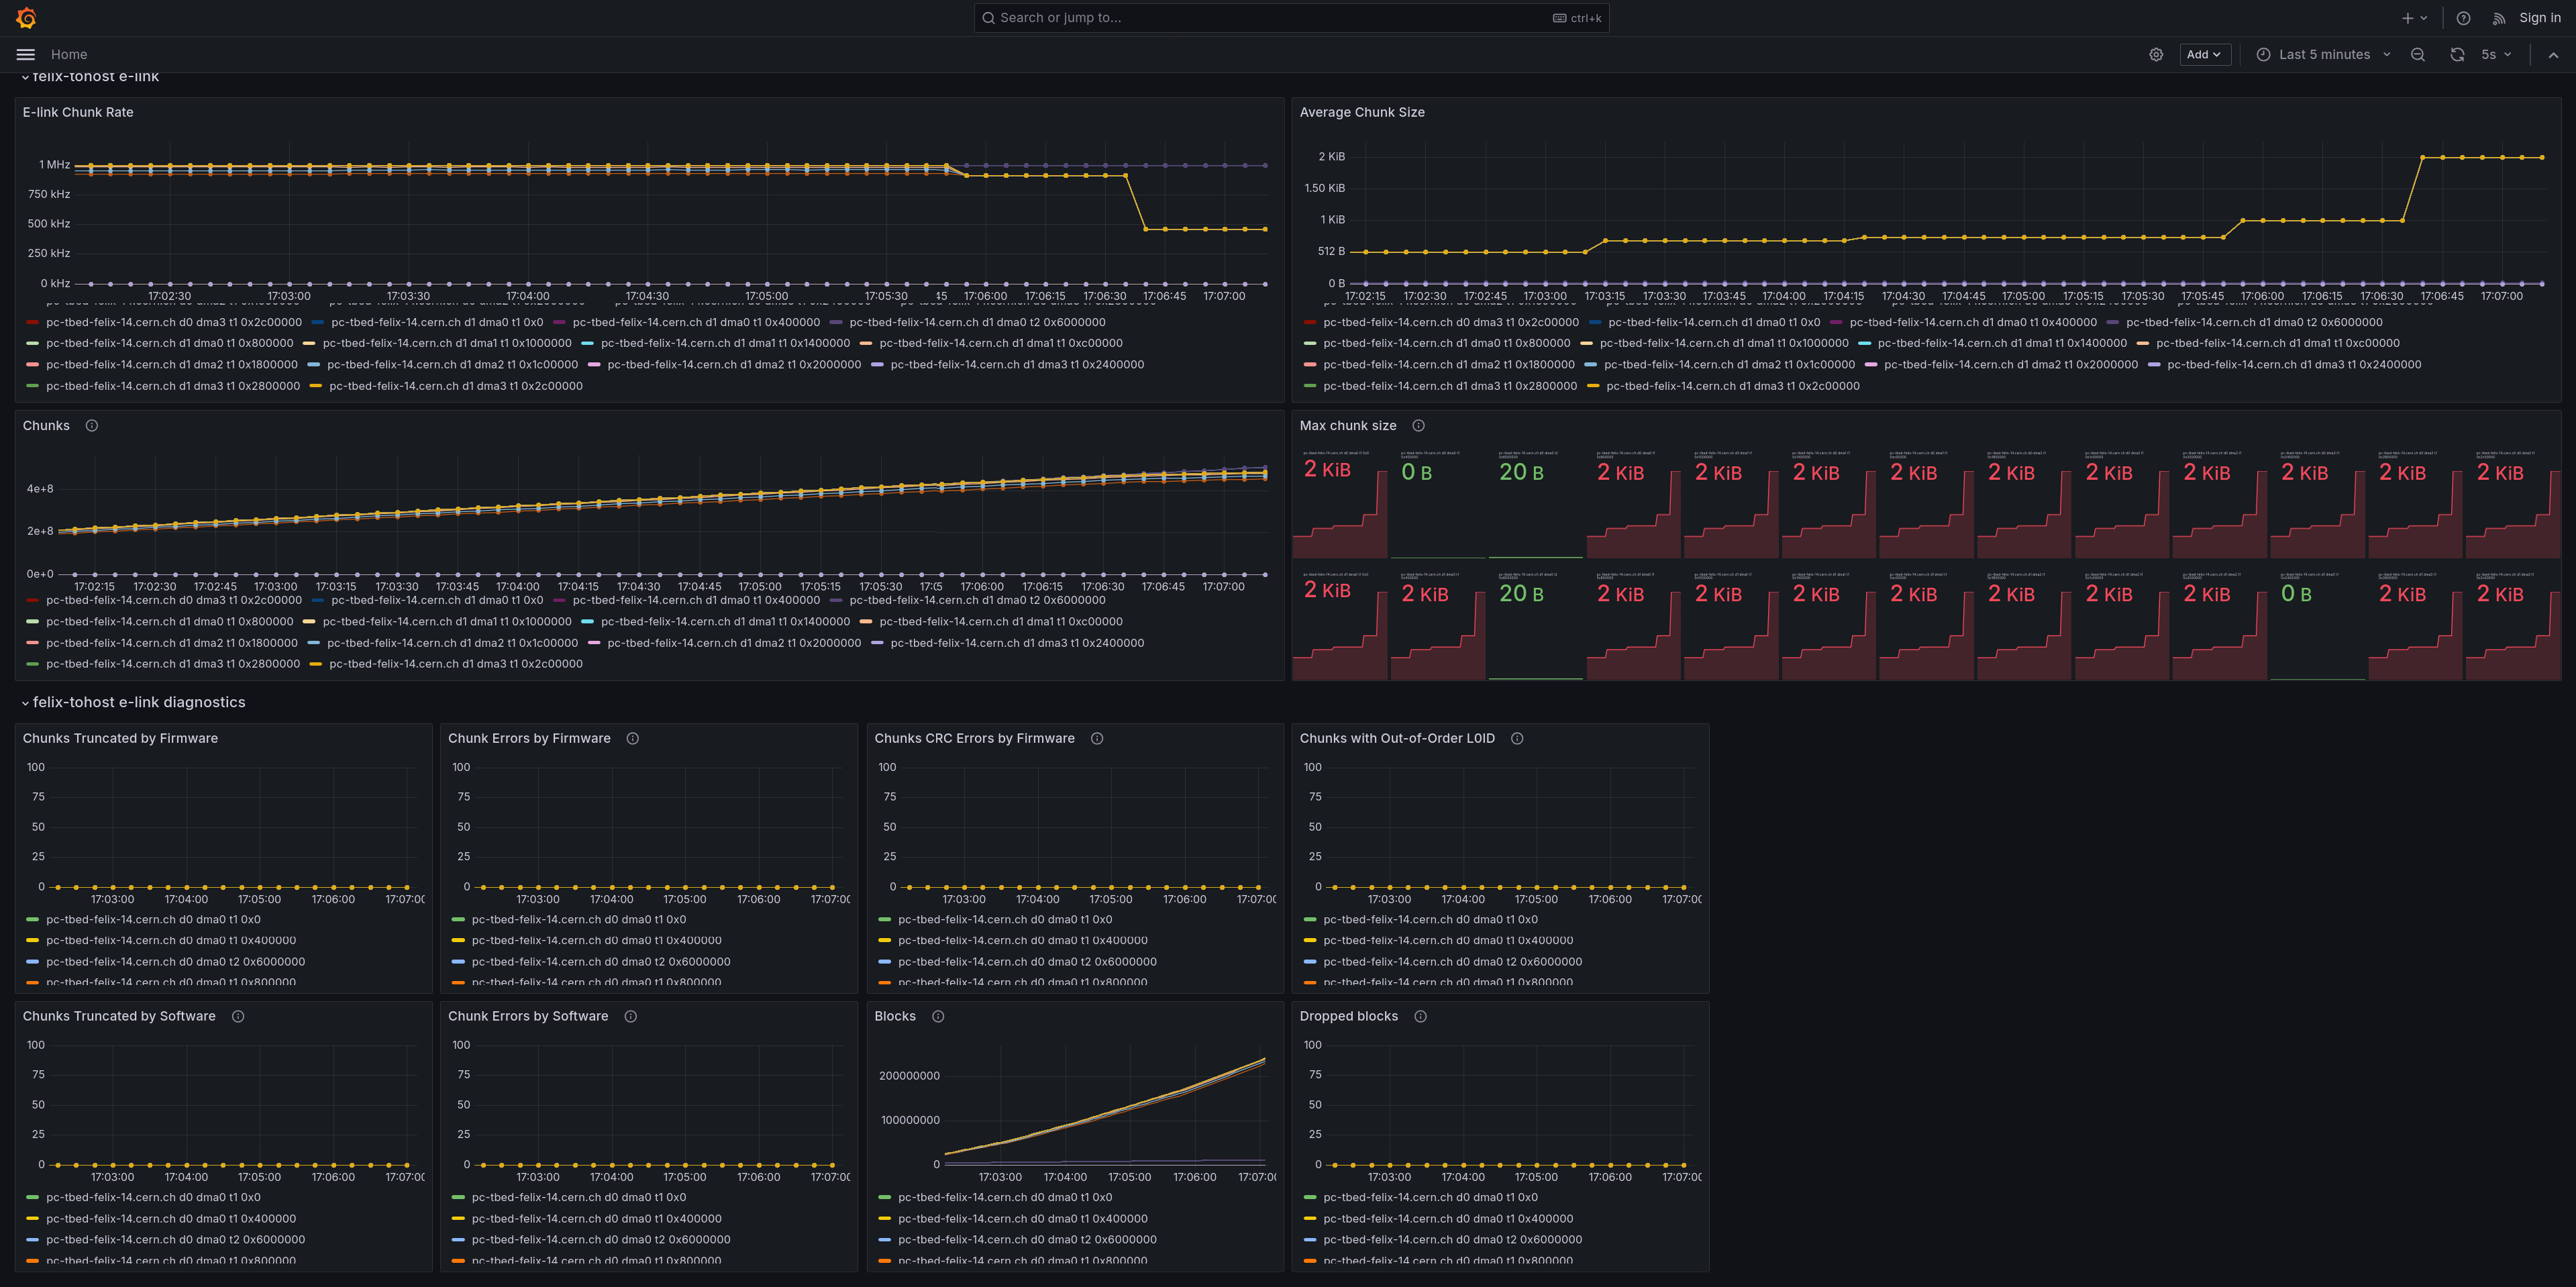 Search or jump to... ctrl+k Sign in
Home Add Last 5 minutes 5s
felix-tohost e-link
E-link Chunk Rate
1 MHz
750 kHz
500 kHz
250 kHz
0 kHz
17:02:30 17:03:00 17:03:30 17:04:00 17:04:30 17:05:00 17:05:30 45 17:06:00 17:06:15 17:06:30 17:06:45 17:07:00
pc-tbed-felix-14.cern.ch d0 dma3 t1 0x2c00000 pc-tbed-felix-14.cern.ch d1 dma0 t1 0x0 pc-tbed-felix-14.cern.ch d1 dma0 t1 0x400000 pc-tbed-felix-14.cern.ch d1 dma0 t2 0x6000000
pc-tbed-felix-14.cern.ch d1 dma0 t1 0x800000 pc-tbed-felix-14.cern.ch d1 dma1 t1 0x1000000 pc-tbed-felix-14.cern.ch d1 dma1 t1 0x1400000 pc-tbed-felix-14.cern.ch d1 dma1 t1 0xc00000
pc-tbed-felix-14.cern.ch d1 dma2 t1 0x1800000 pc-tbed-felix-14.cern.ch d1 dma2 t1 0x1c00000 pc-tbed-felix-14.cern.ch d1 dma2 t1 0x2000000 pc-tbed-felix-14.cern.ch d1 dma3 t1 0x2400000
pc-tbed-felix-14.cern.ch d1 dma3 t1 0x2800000 pc-tbed-felix-14.cern.ch d1 dma3 t1 0x2c00000
Average Chunk Size
2 KiB
1.50 KiB
1 KiB
512 B
0 B
17:02:15 17:02:30 17:02:45 17:03:00 17:03:15 17:03:30 17:03:45 17:04:00 17:04:15 17:04:30 17:04:45 17:05:00 17:05:15 17:05:30 17:05:45 17:06:00 17:06:15 17:06:30 17:06:45 17:07:00
pc-tbed-felix-14.cern.ch d0 dma3 t1 0x2c00000 pc-tbed-felix-14.cern.ch d1 dma0 t1 0x0 pc-tbed-felix-14.cern.ch d1 dma0 t1 0x400000 pc-tbed-felix-14.cern.ch d1 dma0 t2 0x6000000
pc-tbed-felix-14.cern.ch d1 dma0 t1 0x800000 pc-tbed-felix-14.cern.ch d1 dma1 t1 0x1000000 pc-tbed-felix-14.cern.ch d1 dma1 t1 0x1400000 pc-tbed-felix-14.cern.ch d1 dma1 t1 0xc00000
pc-tbed-felix-14.cern.ch d1 dma2 t1 0x1800000 pc-tbed-felix-14.cern.ch d1 dma2 t1 0x1c00000 pc-tbed-felix-14.cern.ch d1 dma2 t1 0x2000000 pc-tbed-felix-14.cern.ch d1 dma3 t1 0x2400000
pc-tbed-felix-14.cern.ch d1 dma3 t1 0x2800000 pc-tbed-felix-14.cern.ch d1 dma3 t1 0x2c00000
Chunks
4e+8
2e+8
0e+0
17:02:15 17:02:30 17:02:45 17:03:00 17:03:15 17:03:30 17:03:45 17:04:00 17:04:15 17:04:30 17:04:45 17:05:00 17:05:15 17:05:30 17:05 17:06:00 17:06:15 17:06:30 17:06:45 17:07:00
pc-tbed-felix-14.cern.ch d0 dma3 t1 0x2c00000 pc-tbed-felix-14.cern.ch d1 dma0 t1 0x0 pc-tbed-felix-14.cern.ch d1 dma0 t1 0x400000 pc-tbed-felix-14.cern.ch d1 dma0 t2 0x6000000
pc-tbed-felix-14.cern.ch d1 dma0 t1 0x800000 pc-tbed-felix-14.cern.ch d1 dma1 t1 0x1000000 pc-tbed-felix-14.cern.ch d1 dma1 t1 0x1400000 pc-tbed-felix-14.cern.ch d1 dma1 t1 0xc00000
pc-tbed-felix-14.cern.ch d1 dma2 t1 0x1800000 pc-tbed-felix-14.cern.ch d1 dma2 t1 0x1c00000 pc-tbed-felix-14.cern.ch d1 dma2 t1 0x2000000 pc-tbed-felix-14.cern.ch d1 dma3 t1 0x2400000
pc-tbed-felix-14.cern.ch d1 dma3 t1 0x2800000 pc-tbed-felix-14.cern.ch d1 dma3 t1 0x2c00000
Max chunk size
2 KiB 0 B 20 B 2 KiB 2 KiB 2 KiB 2 KiB 2 KiB 2 KiB 2 KiB 2 KiB 2 KiB 2 KiB
2 KiB 2 KiB 20 B 2 KiB 2 KiB 2 KiB 2 KiB 2 KiB 2 KiB 2 KiB 0 B 2 KiB 2 KiB
felix-tohost e-link diagnostics
Chunks Truncated by Firmware
100
75
50
25
0
17:03:00 17:04:00 17:05:00 17:06:00 17:07:00
pc-tbed-felix-14.cern.ch d0 dma0 t1 0x0
pc-tbed-felix-14.cern.ch d0 dma0 t1 0x400000
pc-tbed-felix-14.cern.ch d0 dma0 t2 0x6000000
pc-tbed-felix-14.cern.ch d0 dma0 t1 0x800000
Chunk Errors by Firmware
100
75
50
25
0
17:03:00 17:04:00 17:05:00 17:06:00 17:07:00
pc-tbed-felix-14.cern.ch d0 dma0 t1 0x0
pc-tbed-felix-14.cern.ch d0 dma0 t1 0x400000
pc-tbed-felix-14.cern.ch d0 dma0 t2 0x6000000
pc-tbed-felix-14.cern.ch d0 dma0 t1 0x800000
Chunks CRC Errors by Firmware
100
75
50
25
0
17:03:00 17:04:00 17:05:00 17:06:00 17:07:00
pc-tbed-felix-14.cern.ch d0 dma0 t1 0x0
pc-tbed-felix-14.cern.ch d0 dma0 t1 0x400000
pc-tbed-felix-14.cern.ch d0 dma0 t2 0x6000000
pc-tbed-felix-14.cern.ch d0 dma0 t1 0x800000
Chunks with Out-of-Order L0ID
100
75
50
25
0
17:03:00 17:04:00 17:05:00 17:06:00 17:07:00
pc-tbed-felix-14.cern.ch d0 dma0 t1 0x0
pc-tbed-felix-14.cern.ch d0 dma0 t1 0x400000
pc-tbed-felix-14.cern.ch d0 dma0 t2 0x6000000
pc-tbed-felix-14.cern.ch d0 dma0 t1 0x800000
Chunks Truncated by Software
100
75
50
25
0
17:03:00 17:04:00 17:05:00 17:06:00 17:07:00
pc-tbed-felix-14.cern.ch d0 dma0 t1 0x0
pc-tbed-felix-14.cern.ch d0 dma0 t1 0x400000
pc-tbed-felix-14.cern.ch d0 dma0 t2 0x6000000
pc-tbed-felix-14.cern.ch d0 dma0 t1 0x800000
Chunk Errors by Software
100
75
50
25
0
17:03:00 17:04:00 17:05:00 17:06:00 17:07:00
pc-tbed-felix-14.cern.ch d0 dma0 t1 0x0
pc-tbed-felix-14.cern.ch d0 dma0 t1 0x400000
pc-tbed-felix-14.cern.ch d0 dma0 t2 0x6000000
pc-tbed-felix-14.cern.ch d0 dma0 t1 0x800000
Blocks
200000000
100000000
0
17:03:00 17:04:00 17:05:00 17:06:00 17:07:00
pc-tbed-felix-14.cern.ch d0 dma0 t1 0x0
pc-tbed-felix-14.cern.ch d0 dma0 t1 0x400000
pc-tbed-felix-14.cern.ch d0 dma0 t2 0x6000000
pc-tbed-felix-14.cern.ch d0 dma0 t1 0x800000
Dropped blocks
100
75
50
25
0
17:03:00 17:04:00 17:05:00 17:06:00 17:07:00
pc-tbed-felix-14.cern.ch d0 dma0 t1 0x0
pc-tbed-felix-14.cern.ch d0 dma0 t1 0x400000
pc-tbed-felix-14.cern.ch d0 dma0 t2 0x6000000
pc-tbed-felix-14.cern.ch d0 dma0 t1 0x800000